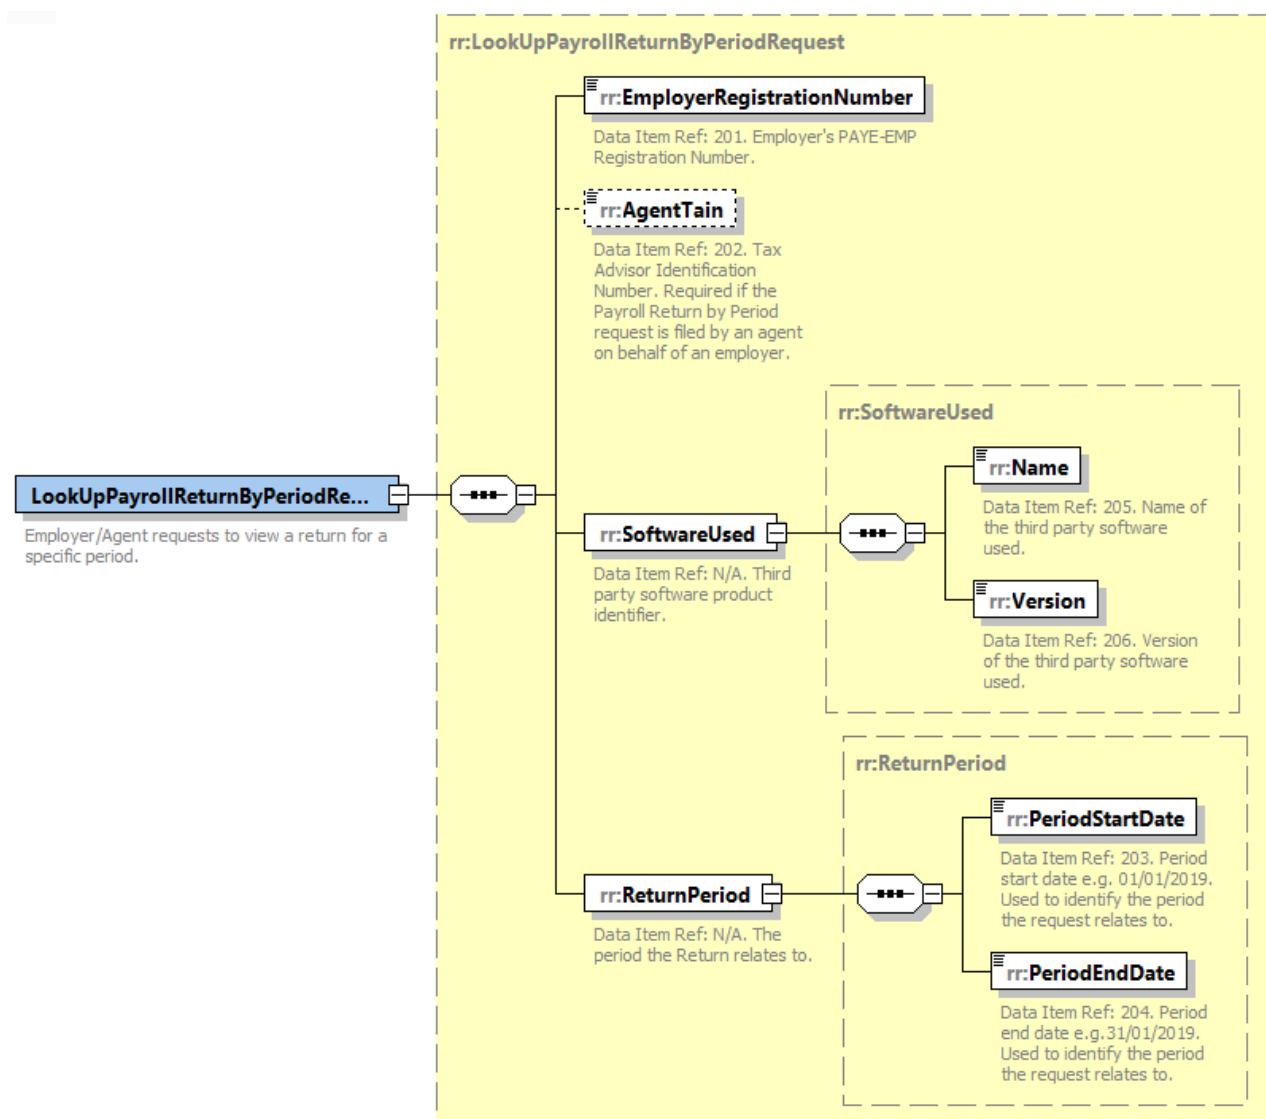 rr:LookUpPayrollReturnByPeriodRequest
rr:EmployerRegistrationNumber
Data Item Ref: 201. Employer's PAYE-EMP
Registration Number.
rr:AgentTain
Data Item Ref: 202. Tax
Advisor Identification
Number. Required if the
Payroll Return by Period
request is filed by an agent
on behalf of an employer.
LookUpPayrollReturnByPeriodRe...
Employer/Agent requests to view a return for a
specific period.
rr:SoftwareUsed
Data Item Ref: N/A. Third
party software product
identifier.
rr:SoftwareUsed
rr:Name
Data Item Ref: 205. Name of
the third party software
used.
rr:Version
Data Item Ref: 206. Version
of the third party software
used.
rr:ReturnPeriod
Data Item Ref: N/A. The
period the Return relates to.
rr:ReturnPeriod
rr:PeriodStartDate
Data Item Ref: 203. Period
start date e.g. 01/01/2019.
Used to identify the period
the request relates to.
rr:PeriodEndDate
Data Item Ref: 204. Period
end date e.g.31/01/2019.
Used to identify the period
the request relates to.